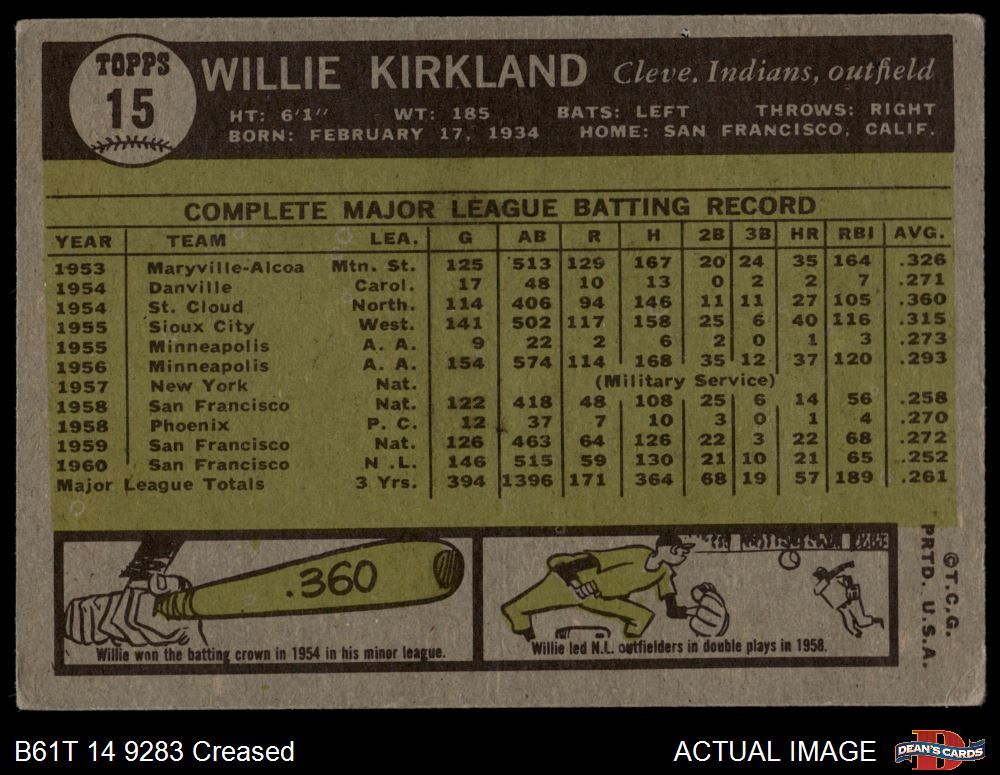 TOPPS
15
WILLIE KIRKLAND Cleve. Indians, outfield
HT: 6'1" WT: 185 BATS: LEFT THROWS: RIGHT
BORN: FEBRUARY 17, 1934 HOME: SAN FRANCISCO, CALIF.
COMPLETE MAJOR LEAGUE BATTING RECORD
YEAR TEAM LEA. G AB R H 2B 3B HR RBI AVG.
1953 Maryville-Alcoa Mtn. St. 125 513 129 167 20 24 35 164 .326
1954 Danville Carol. 17 48 10 13 0 2 2 7 .271
1954 St. Cloud North. 114 406 94 146 11 11 27 105 .360
1955 Sioux City West. 141 502 117 158 25 6 40 116 .315
1955 Minneapolis A. A. 9 22 2 6 2 0 1 3 .273
1956 Minneapolis A. A. 154 574 114 168 35 12 37 120 .293
1957 New York Nat. (Military Service)
1958 San Francisco Nat. 122 418 48 108 25 6 14 56 .258
1958 Phoenix P. C. 12 37 7 10 3 0 1 4 .270
1959 San Francisco Nat. 126 463 64 126 22 3 22 68 .272
1960 San Francisco N .L. 146 515 59 130 21 10 21 65 .252
Major League Totals 3 Yrs. 394 1396 171 364 68 19 57 189 .261
.360
Willie won the batting crown in 1954 in his minor league.
Willie led N.L. outfielders in double plays in 1958.
©T.C.G.
PRTD. U.S.A.
B61T 14 9283 Creased
ACTUAL IMAGE
DEAN'S CARDS